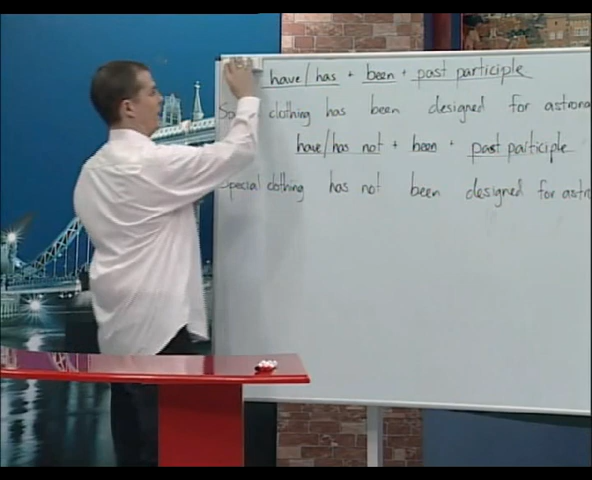 have/has + been + past participle
clothing has been designed for astrona
have/has not + been + past participle
Special clothing has not been designed for astr